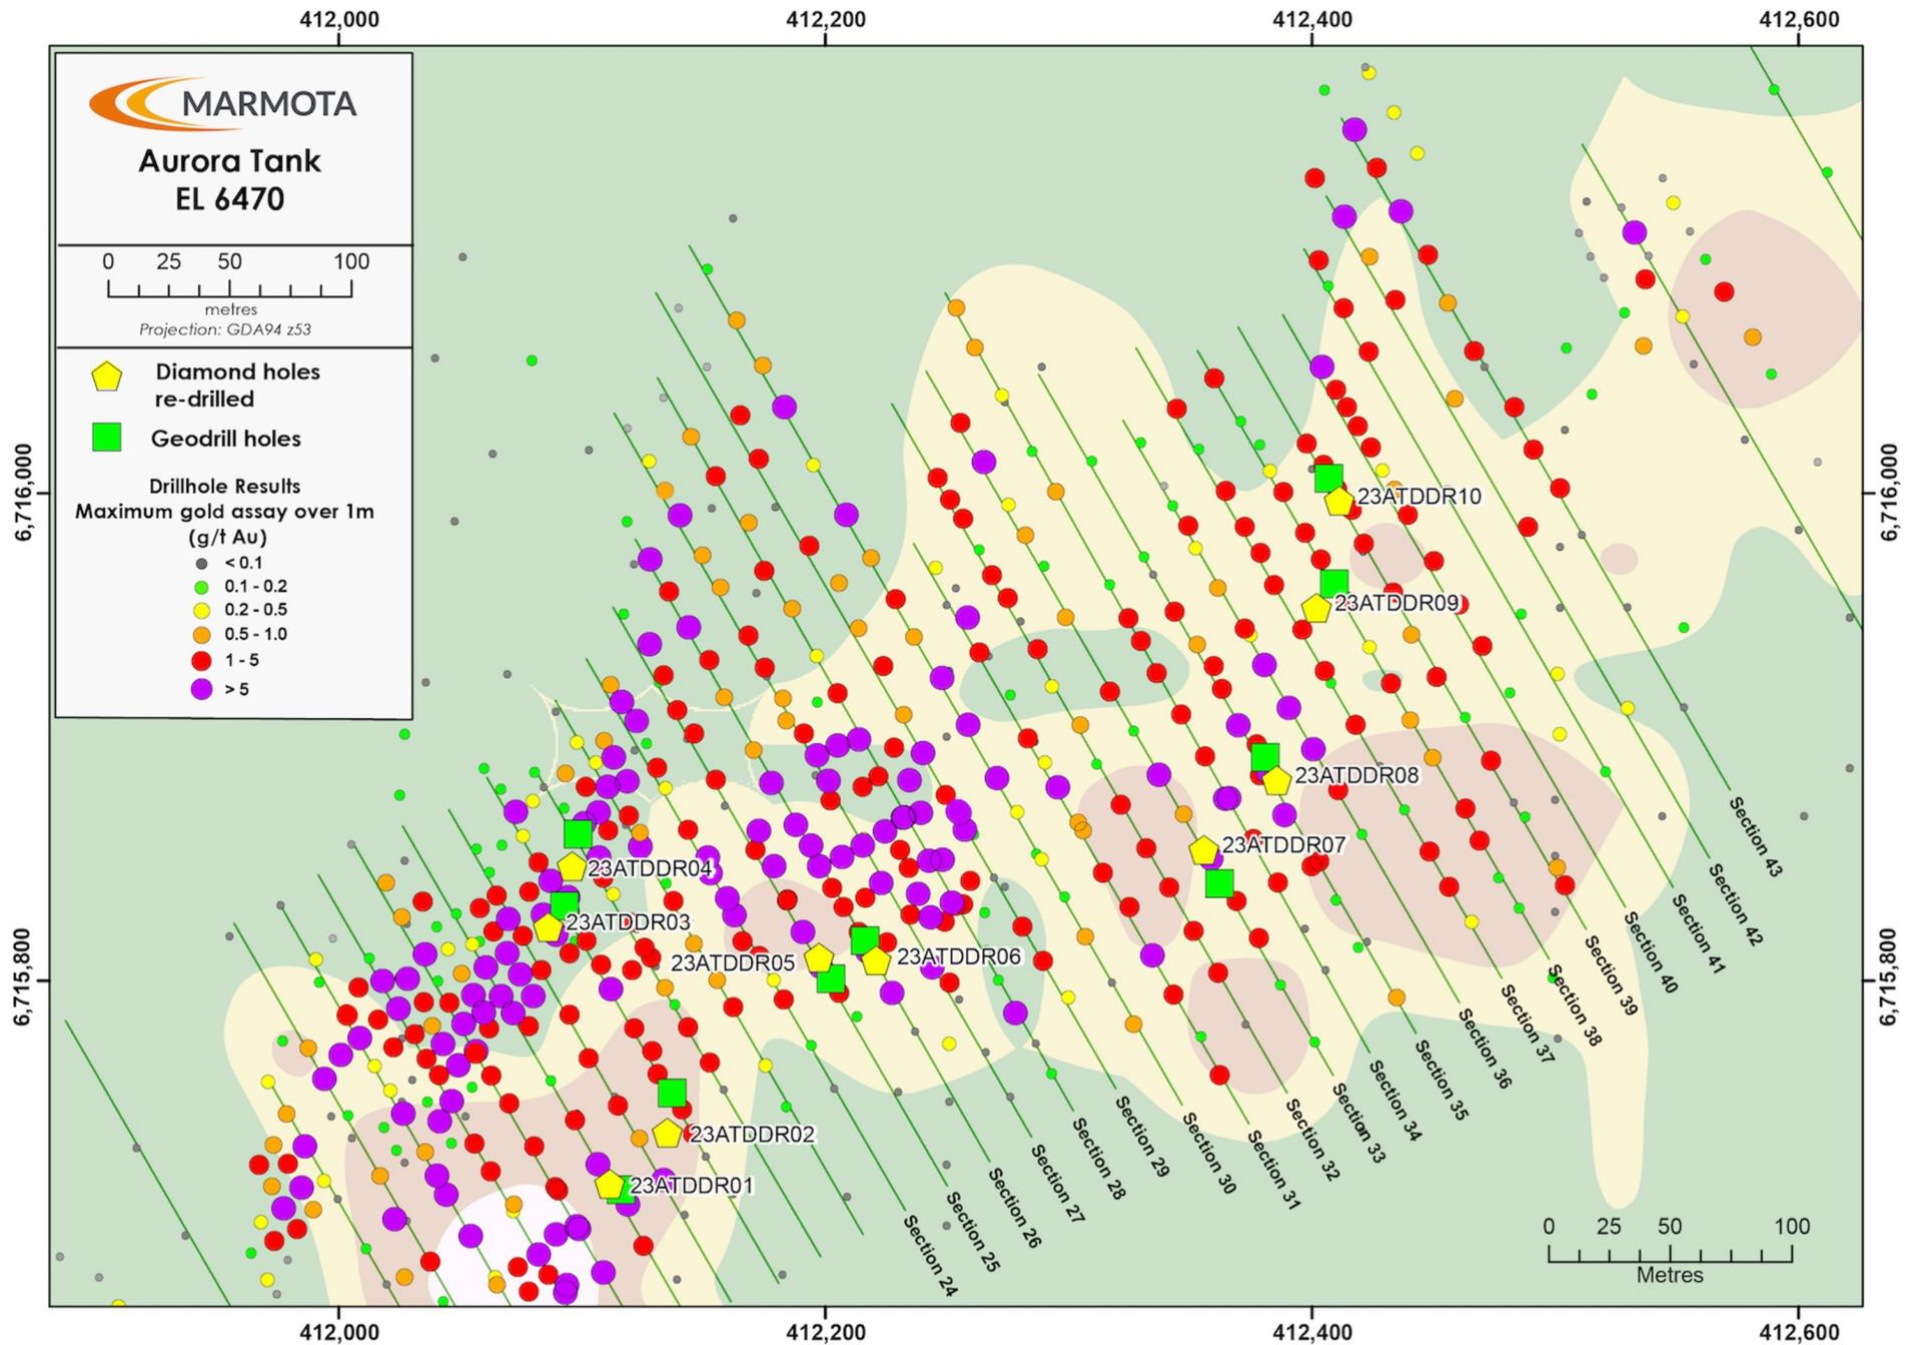 412,000
412,200
412,400
412,600
MARMOTA
Aurora Tank
EL 6470
0 25 50 100
metres
Projection: GDA94 z53
Diamond holes
re-drilled
Geodrill holes
Drillhole Results
Maximum gold assay over 1m
(g/t Au)
< 0.1
0.1 - 0.2
0.2 - 0.5
0.5 - 1.0
1 - 5
> 5
6,716,000
6,716,000
6,715,800
6,715,800
23ATDDR10
23ATDDR09
23ATDDR08
23ATDDR07
23ATDDR04
23ATDDR03
23ATDDR05
23ATDDR06
23ATDDR02
23ATDDR01
Section 24
Section 25
Section 26
Section 27
Section 28
Section 29
Section 30
Section 31
Section 32
Section 33
Section 34
Section 35
Section 36
Section 37
Section 38
Section 39
Section 40
Section 41
Section 42
Section 43
0 25 50 100
Metres
412,000
412,200
412,400
412,600